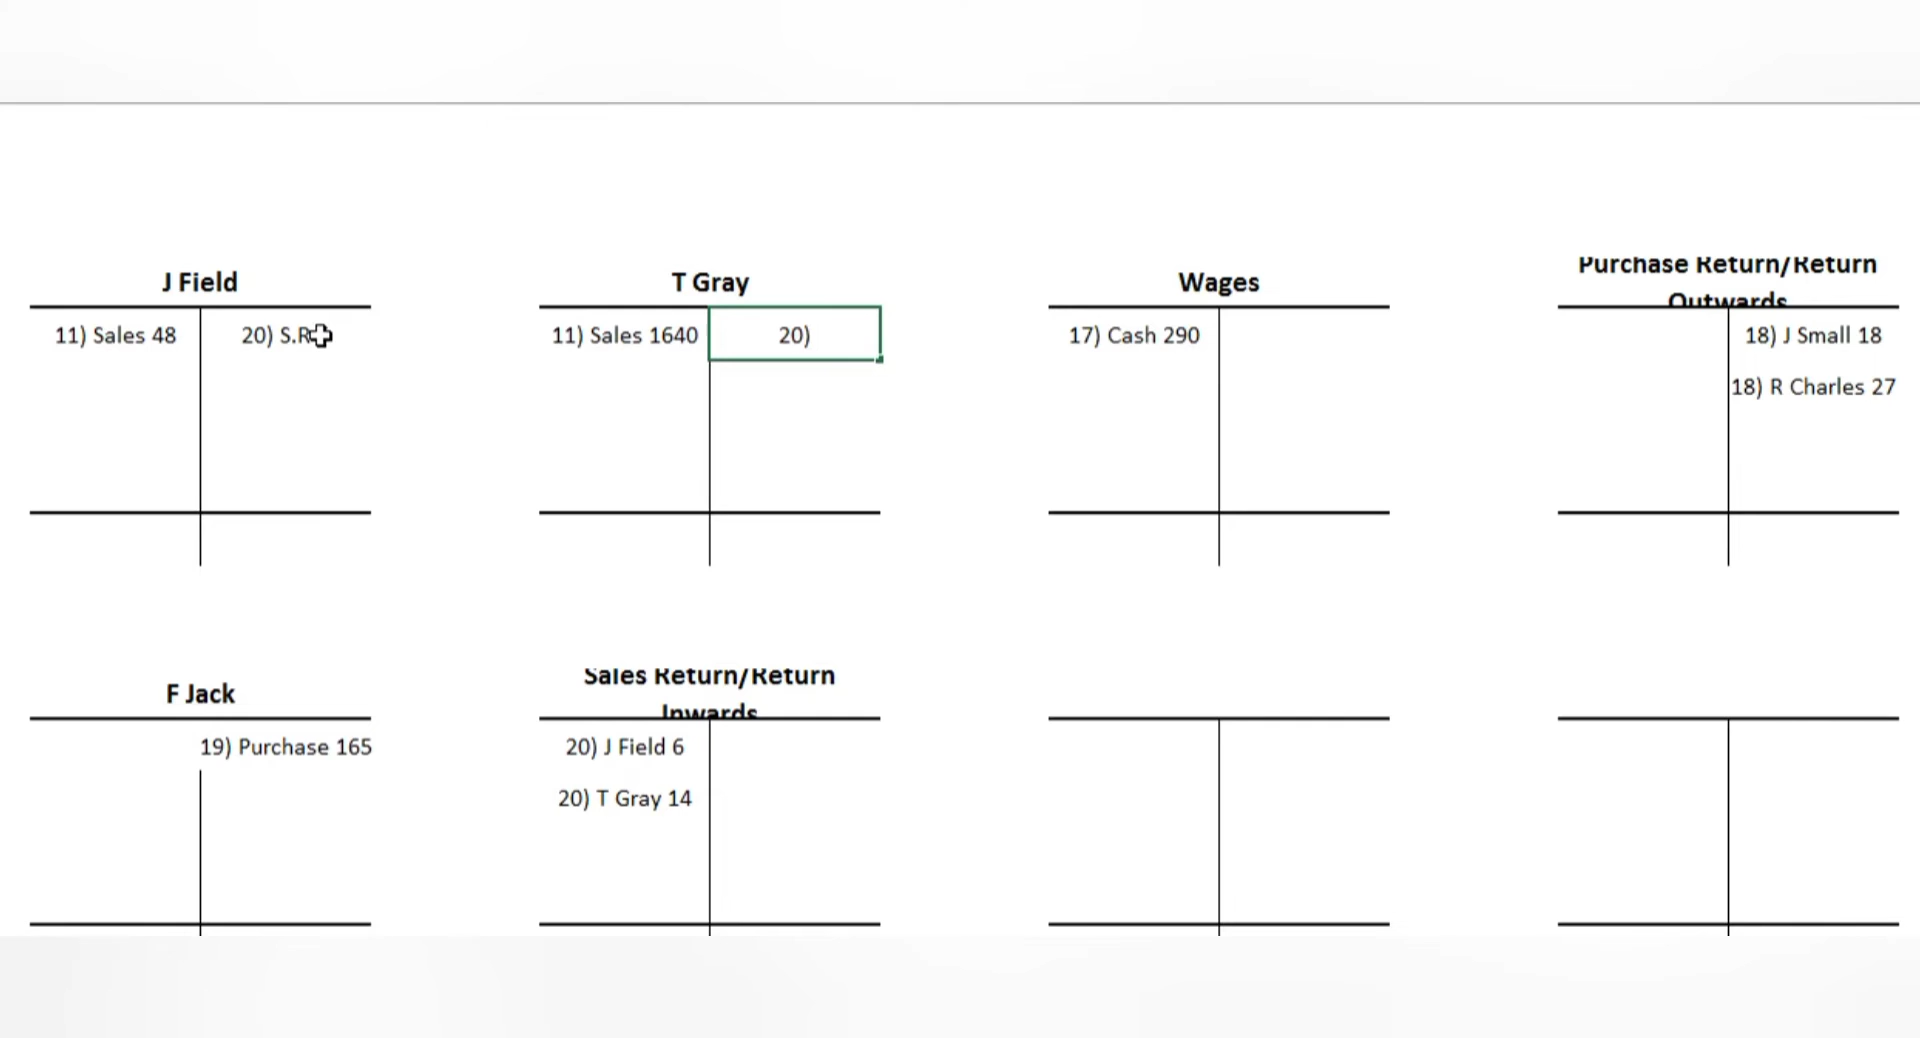 J Field
T Gray
Wages
Purchase Return/Return
Outwards
11) Sales 48
20) S.R
11) Sales 1640
20)
17) Cash 290
18) J Small 18
18) R Charles 27
F Jack
Sales Return/Return
Inwards
19) Purchase 165
20) J Field 6
20) T Gray 14